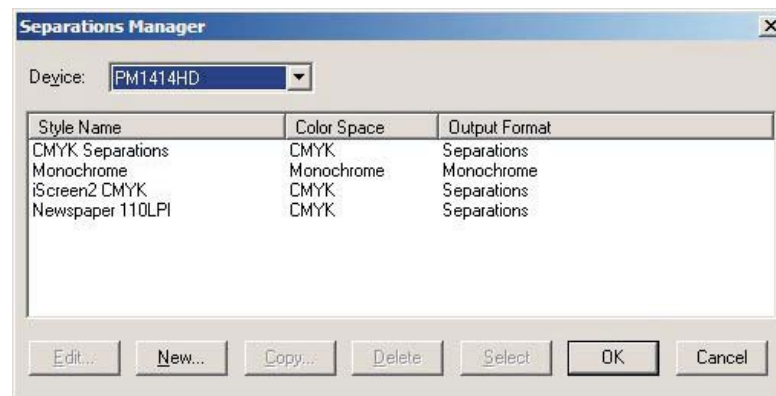 Separations Manager
Device: PM1414HD
Style Name Color Space Output Format
CMYK Separations CMYK Separations
Monochrome Monochrome Monochrome
iScreen2 CMYK CMYK Separations
Newspaper 110LPI CMYK Separations
Edit... New... Copy... Delete Select OK Cancel